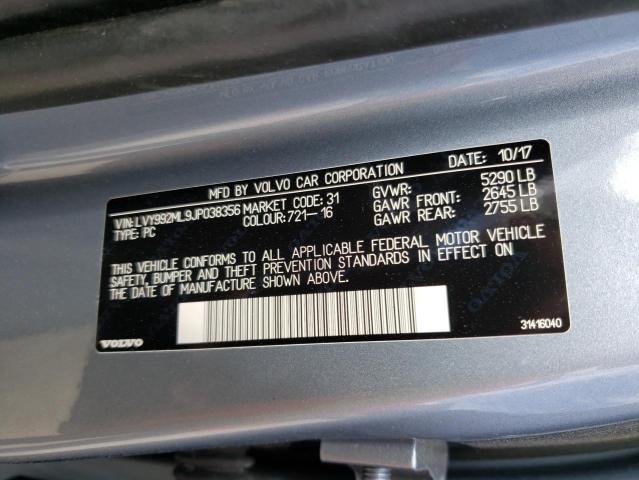 MFD BY VOLVO CAR CORPORATION DATE: 10/17
VIN:LVY992ML9JP038356 MARKET CODE: 31 GVWR: 5290 LB
TYPE: PC COLOUR:721-16 GAWR FRONT: 2645 LB
GAWR REAR: 2755 LB
THIS VEHICLE CONFORMS TO ALL APPLICABLE FEDERAL MOTOR VEHICLE
SAFETY, BUMPER AND THEFT PREVENTION STANDARDS IN EFFECT ON
THE DATE OF MANUFACTURE SHOWN ABOVE.
VOLVO 31416040